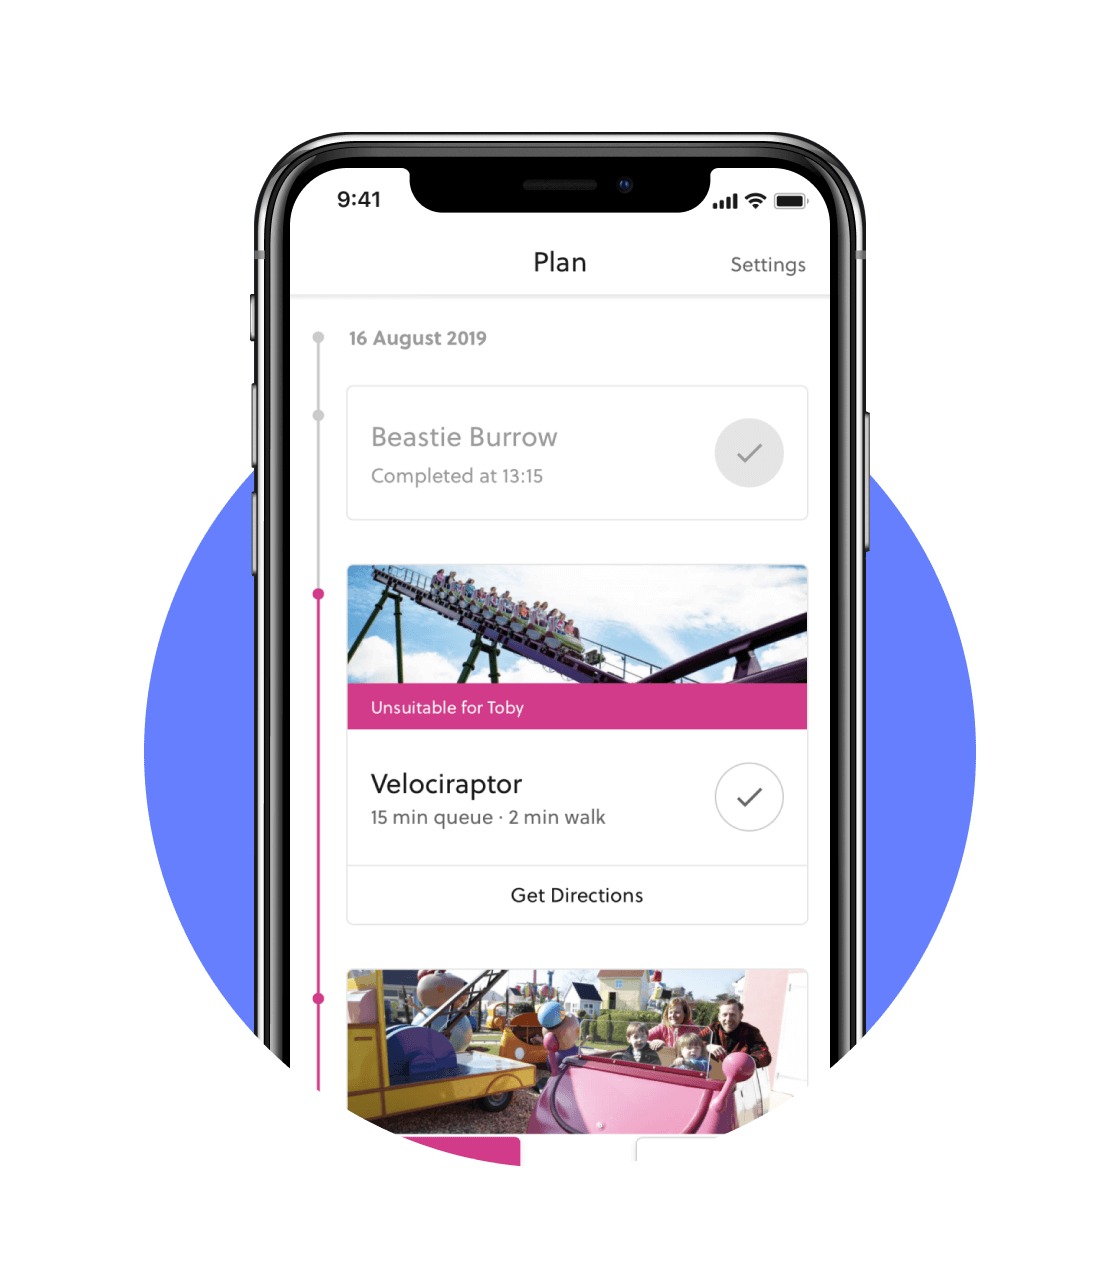 9:41
Plan
Settings
16 August 2019
Beastie Burrow
Completed at 13:15
Unsuitable for Toby
Velociraptor
15 min queue · 2 min walk
Get Directions